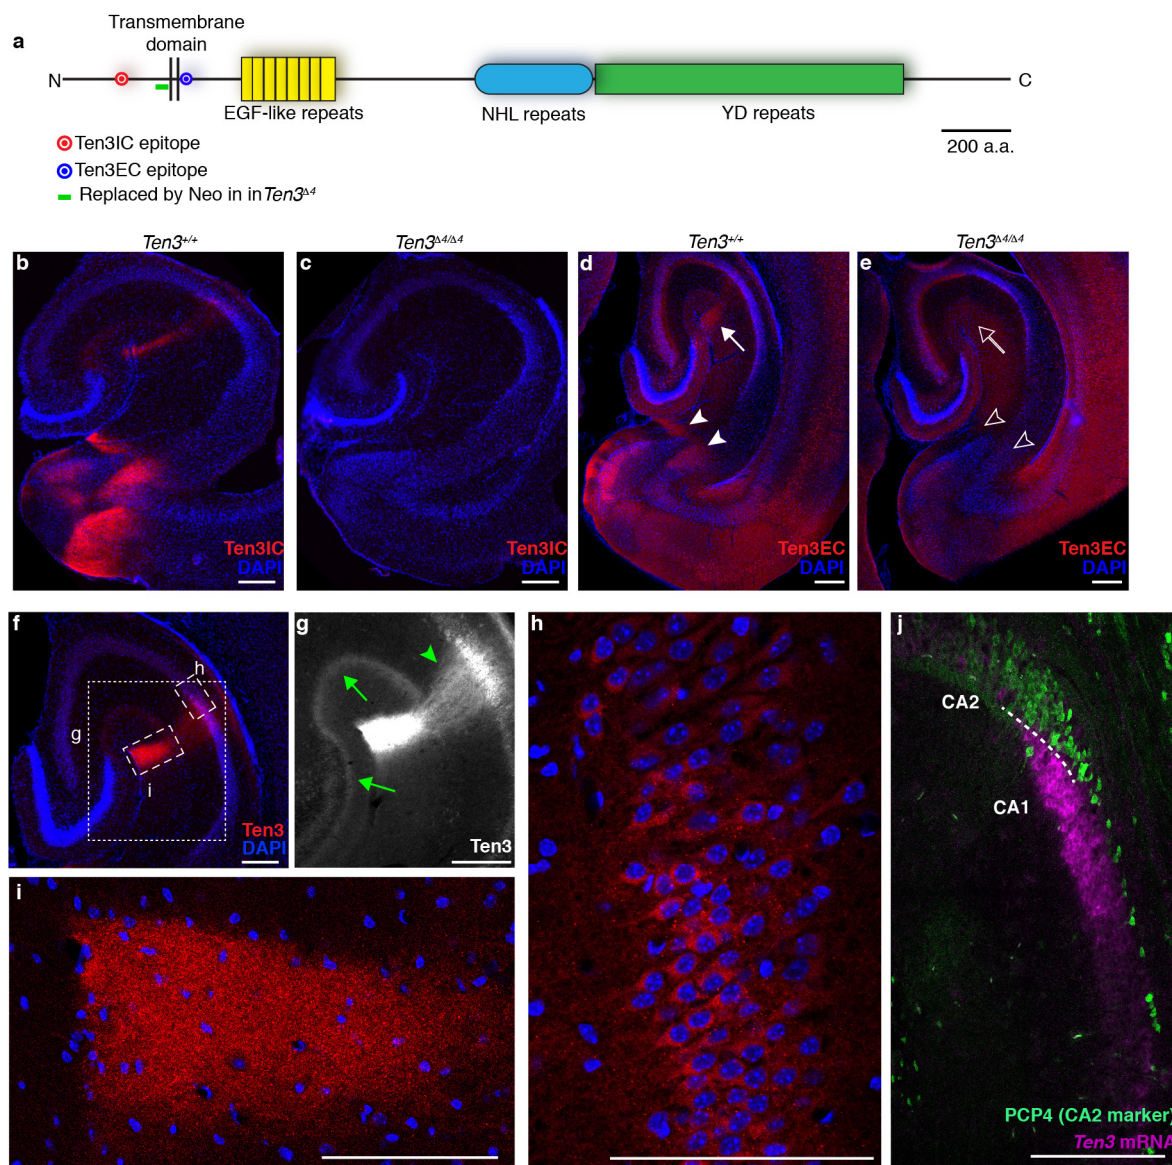 a
Transmembrane
domain
N
C
EGF-like repeats
NHL repeats
YD repeats
200 a.a.
Ten3IC epitope
Ten3EC epitope
Replaced by Neo in in Ten3Δ4
Ten3+/+
Ten3Δ4/Δ4
Ten3+/+
Ten3Δ4/Δ4
b
Ten3IC
DAPI
c
Ten3IC
DAPI
d
Ten3EC
DAPI
e
Ten3EC
DAPI
f
h
g
i
Ten3
DAPI
g
Ten3
h
j
CA2
CA1
PCP4 (CA2 marker)
Ten3 mRNA
i